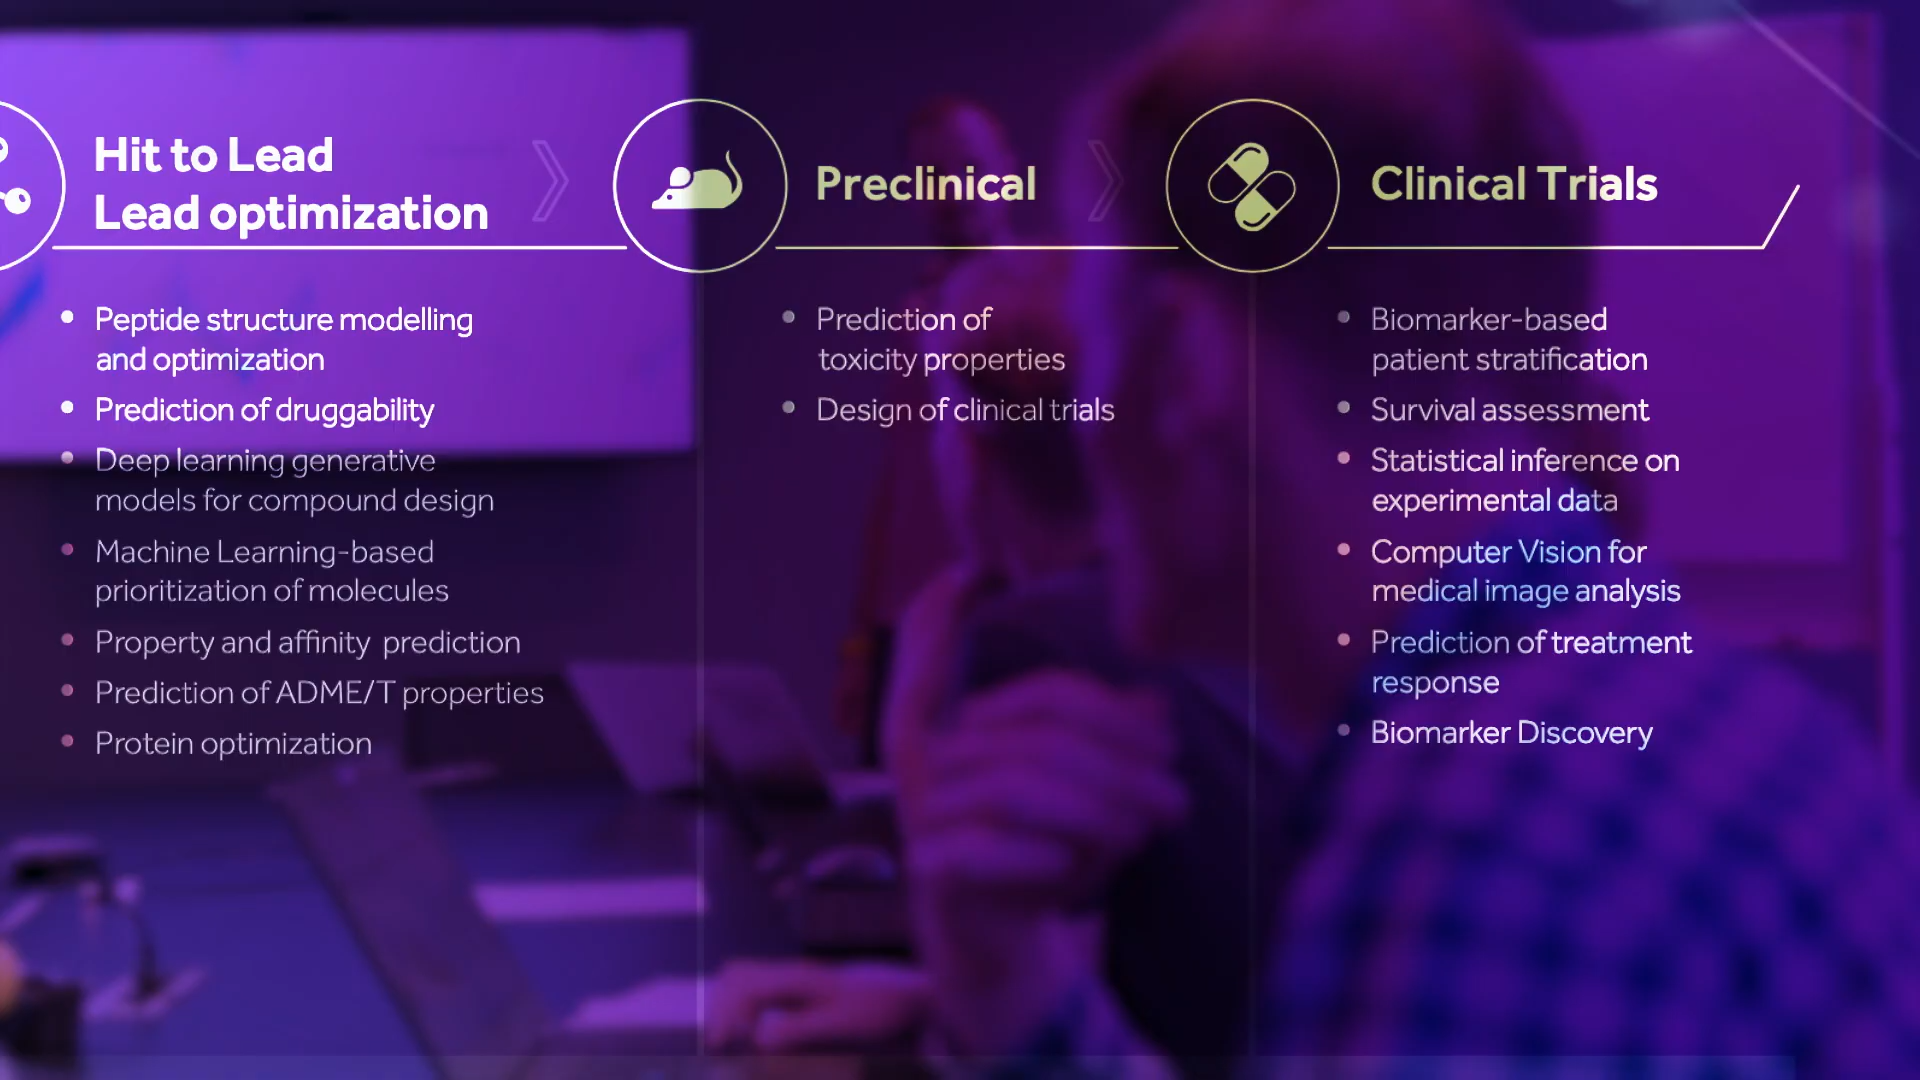 Hit to Lead
Lead optimization
• Peptide structure modelling
and optimization
• Prediction of druggability
• Deep learning generative
models for compound design
• Machine Learning-based
prioritization of molecules
• Property and affinity prediction
• Prediction of ADME/T properties
• Protein optimization
Preclinical
• Prediction of
toxicity properties
• Design of clinical trials
Clinical Trials
• Biomarker-based
patient stratification
• Survival assessment
• Statistical inference on
experimental data
• Computer Vision for
medical image analysis
• Prediction of treatment
response
• Biomarker Discovery